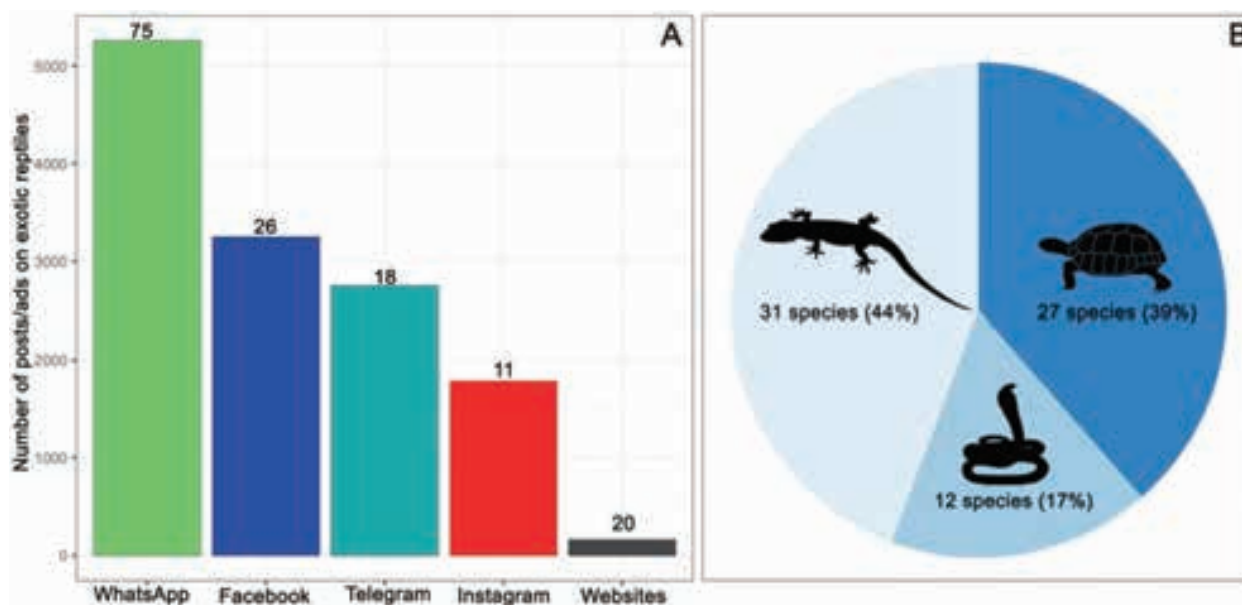 A
B
Number of posts/ads on exotic reptiles
5000
4000
3000
2000
1000
0
75
26
18
11
20
WhatsApp
Facebook
Telegram
Instagram
Websites
31 species (44%)
27 species (39%)
12 species (17%)